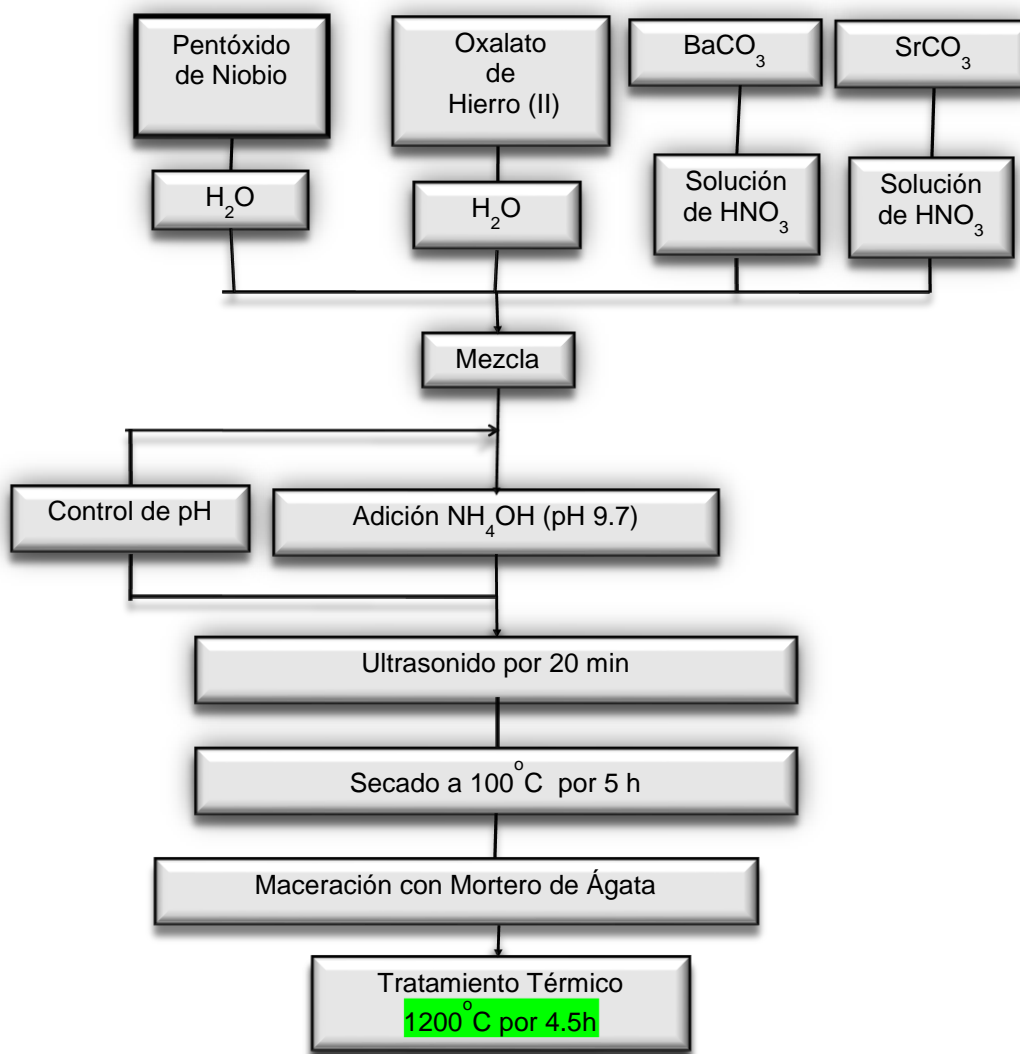 Pentóxido
de Niobio
Oxalato
de
Hierro (II)
BaCO₃
SrCO₃
H₂O
H₂O
Solución
de HNO₃
Solución
de HNO₃
Mezcla
Control de pH
Adición NH₄OH (pH 9.7)
Ultrasonido por 20 min
Secado a 100°C por 5 h
Maceración con Mortero de Ágata
Tratamiento Térmico
1200°C por 4.5h